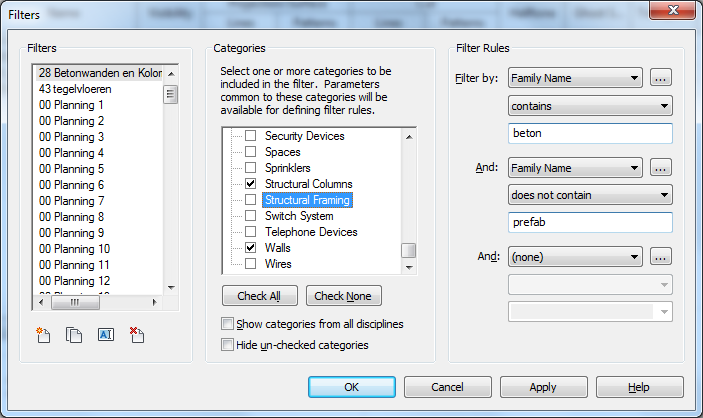 Filters
Filters
28 Betonwanden en Kolor
43 tegelvloeren
00 Planning 1
00 Planning 2
00 Planning 3
00 Planning 4
00 Planning 5
00 Planning 6
00 Planning 7
00 Planning 8
00 Planning 9
00 Planning 10
00 Planning 11
00 Planning 12
Categories
Select one or more categories to be
included in the filter. Parameters
common to these categories will be
available for defining filter rules.
Security Devices
Spaces
Sprinklers
Structural Columns
Structural Framing
Switch System
Telephone Devices
Walls
Wires
Check All
Check None
Show categories from all disciplines
Hide un-checked categories
Filter Rules
Filter by: Family Name ...
contains
beton
And: Family Name ...
does not contain
prefab
And: (none) ...
OK
Cancel
Apply
Help